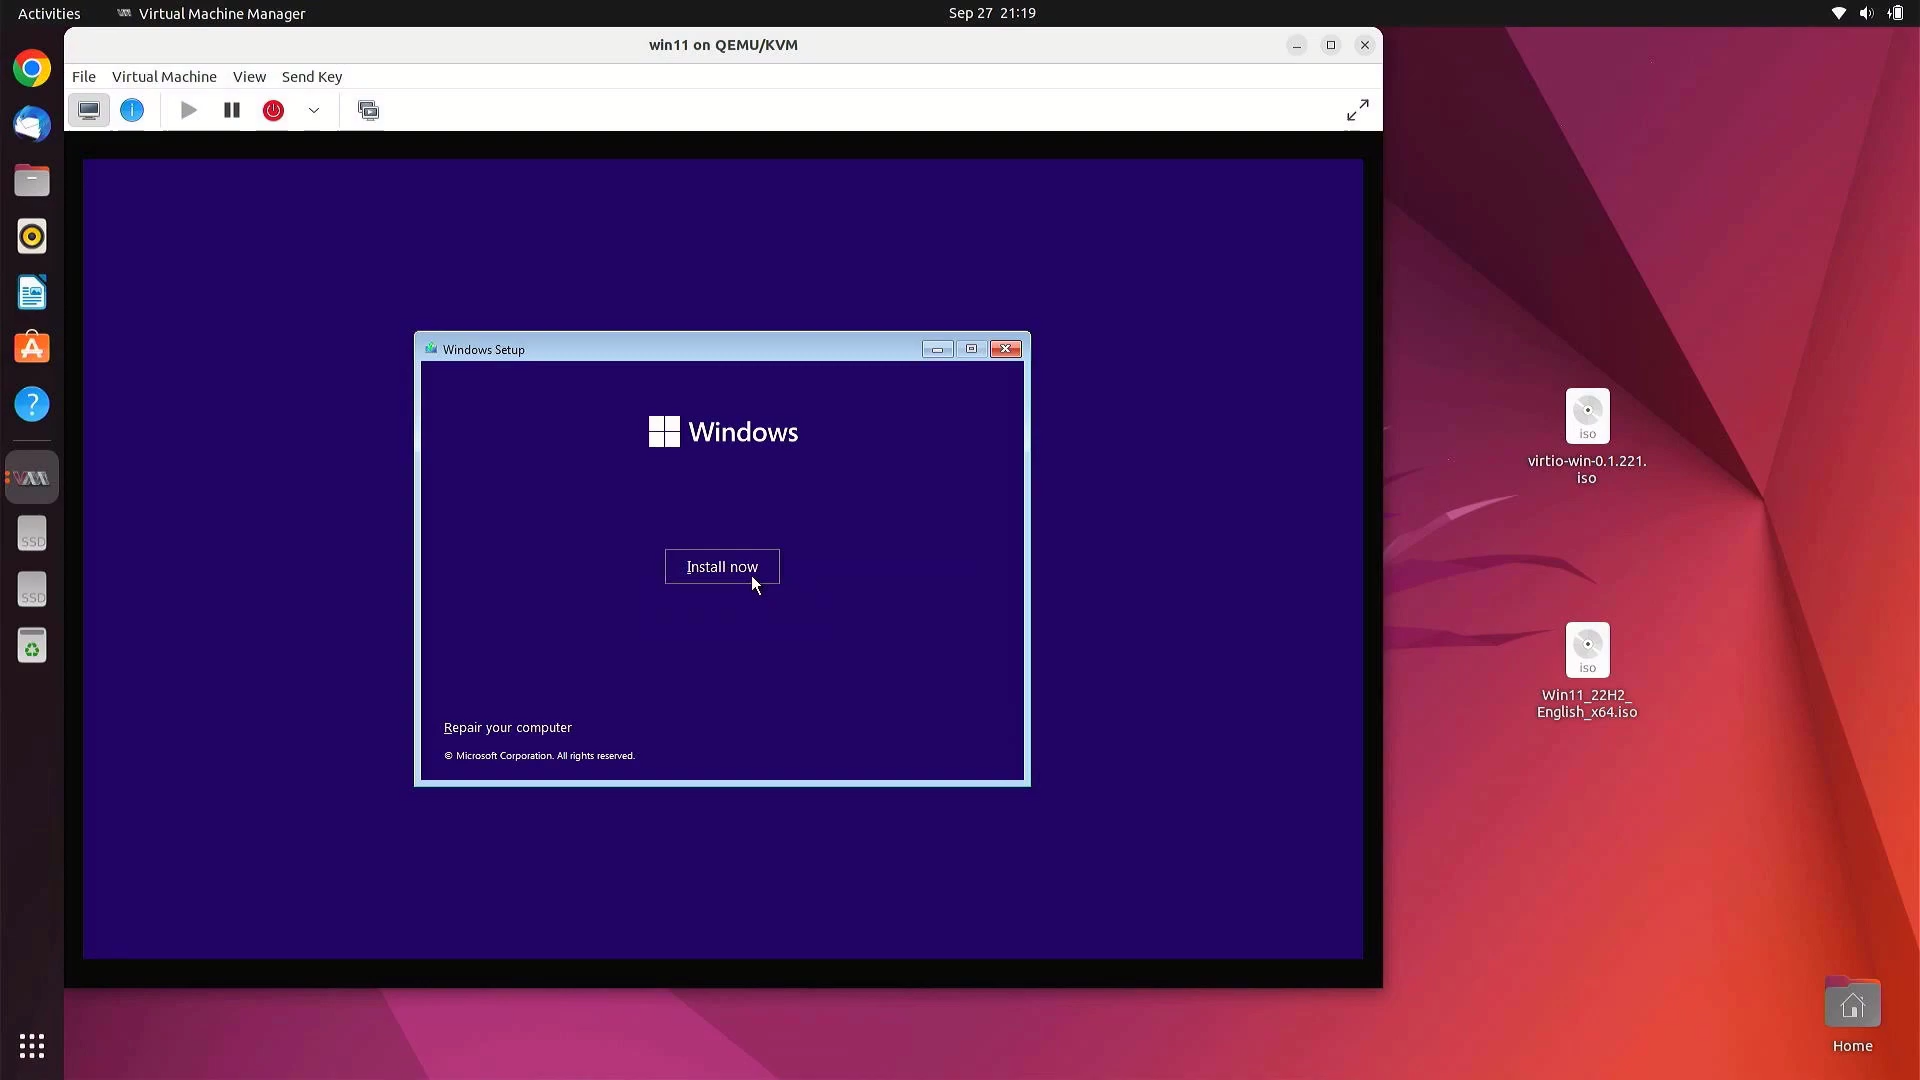 Activities
Virtual Machine Manager
Sep 27 21:19
win11 on QEMU/KVM
File Virtual Machine View Send Key
Windows Setup
Windows
Install now
Repair your computer
© Microsoft Corporation. All rights reserved.
SSD
SSD
iso
virtio-win-0.1.221.
iso
iso
Win11_22H2_
English_x64.iso
Home